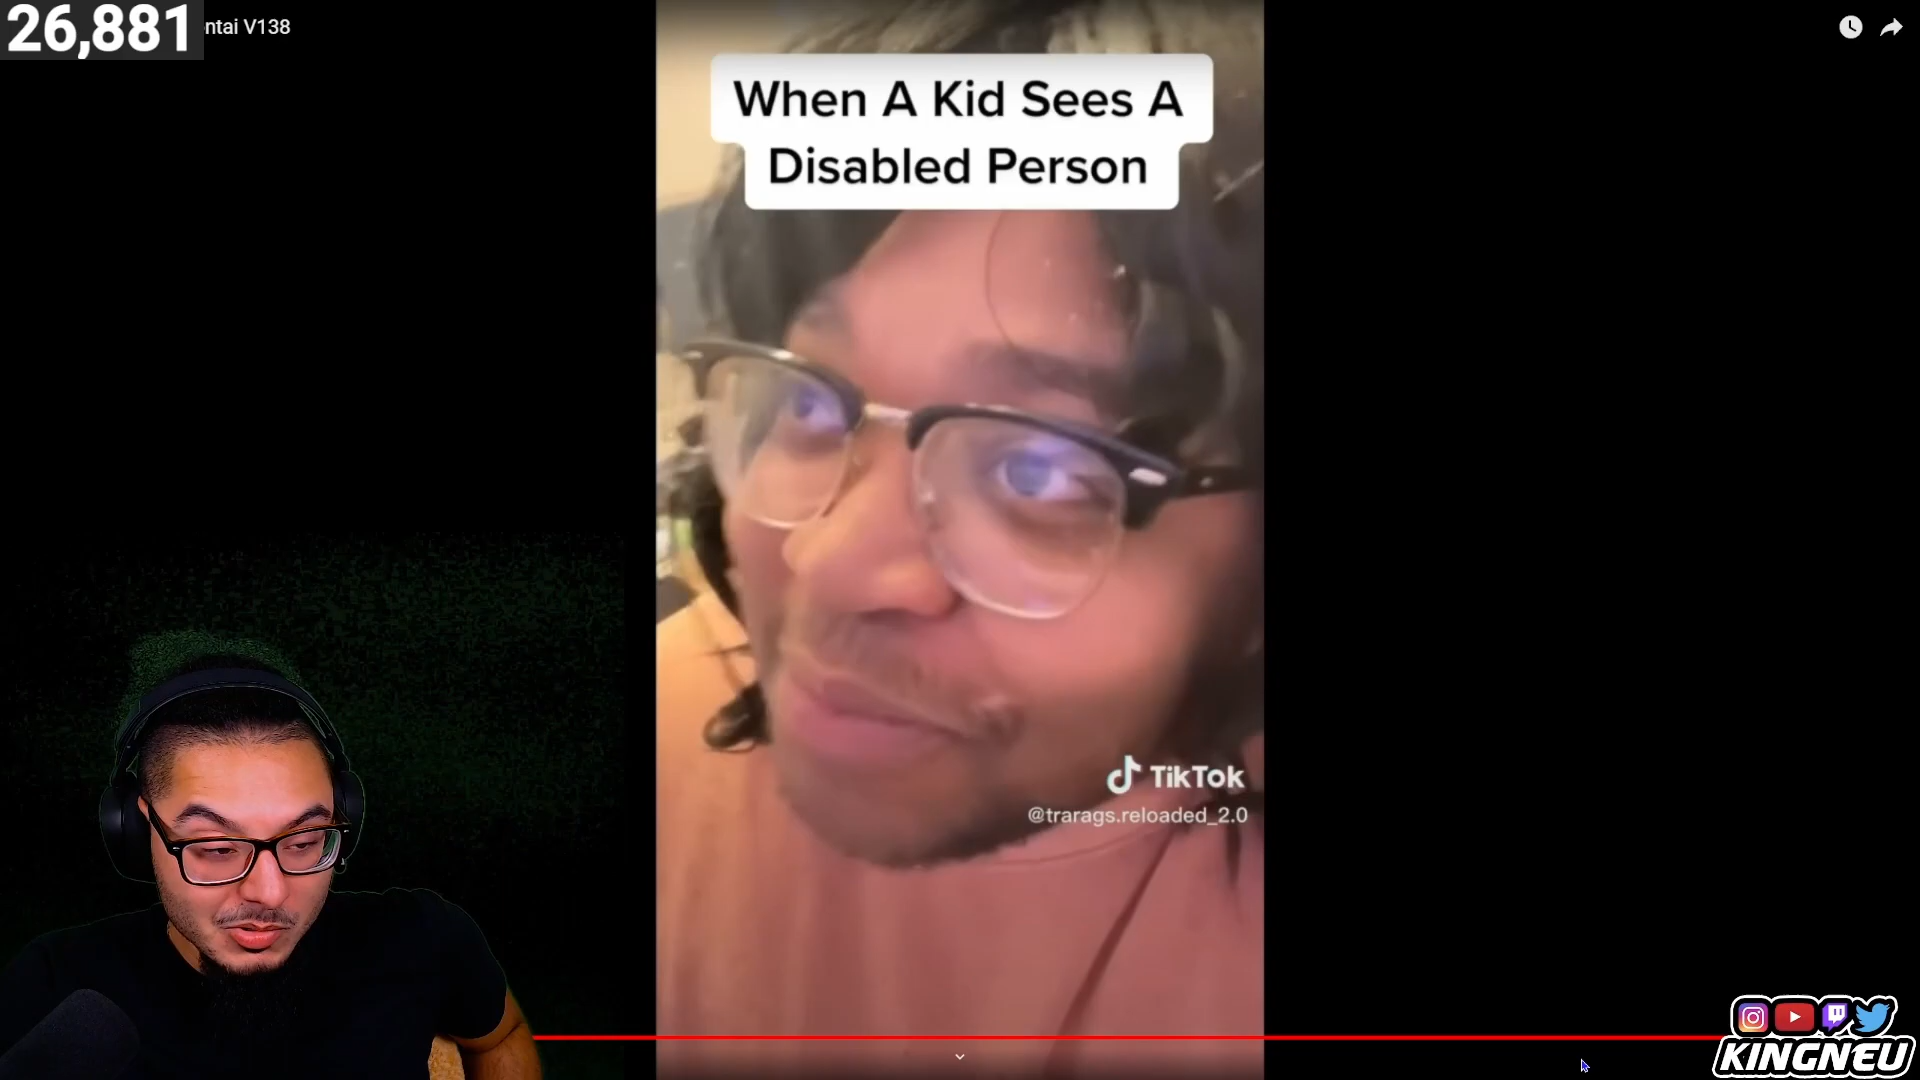 26,881
ntai V138
When A Kid Sees A
Disabled Person
TikTok
@trarags.reloaded_2.0
KINGNEU